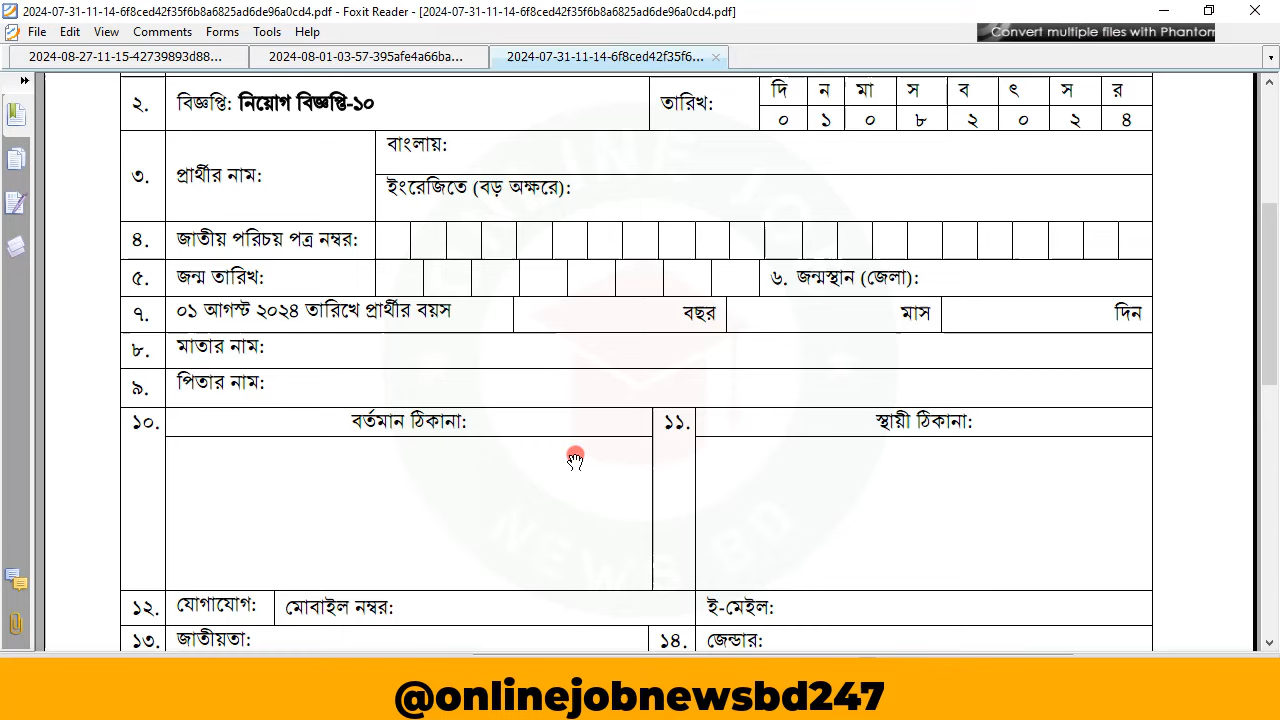 2024-07-31-11-14-6f8ced42f35f6b8a6825ad6de96a0cd4.pdf - Foxit Reader - [2024-07-31-11-14-6f8ced42f35f6b8a6825ad6de96a0cd4.pdf]
File Edit View Comments Forms Tools Help
Convert multiple files with Phantom
2024-08-27-11-15-42739893d88... 2024-08-01-03-57-395afe4a66ba... 2024-07-31-11-14-6f8ced42f35f6...
২. বিজ্ঞপ্তি: নিয়োগ বিজ্ঞপ্তি-১০ তারিখ: দি ন মা স ব ৎ স র
০ ১ ০ ৮ ২ ০ ২ ৪
৩. প্রার্থীর নাম: বাংলায়:
ইংরেজিতে (বড় অক্ষরে):
৪. জাতীয় পরিচয় পত্র নম্বর:
৫. জন্ম তারিখ: ৬. জন্মস্থান (জেলা):
৭. ০১ আগস্ট ২০২৪ তারিখে প্রার্থীর বয়স বছর মাস দিন
৮. মাতার নাম:
৯. পিতার নাম:
১০. বর্তমান ঠিকানা: ১১. স্থায়ী ঠিকানা:
১২. যোগাযোগ: মোবাইল নম্বর: ই-মেইল:
১৩. জাতীয়তা: ১৪. জেন্ডার:
ONLINE JO
NEWS BD
@onlinejobnewsbd247